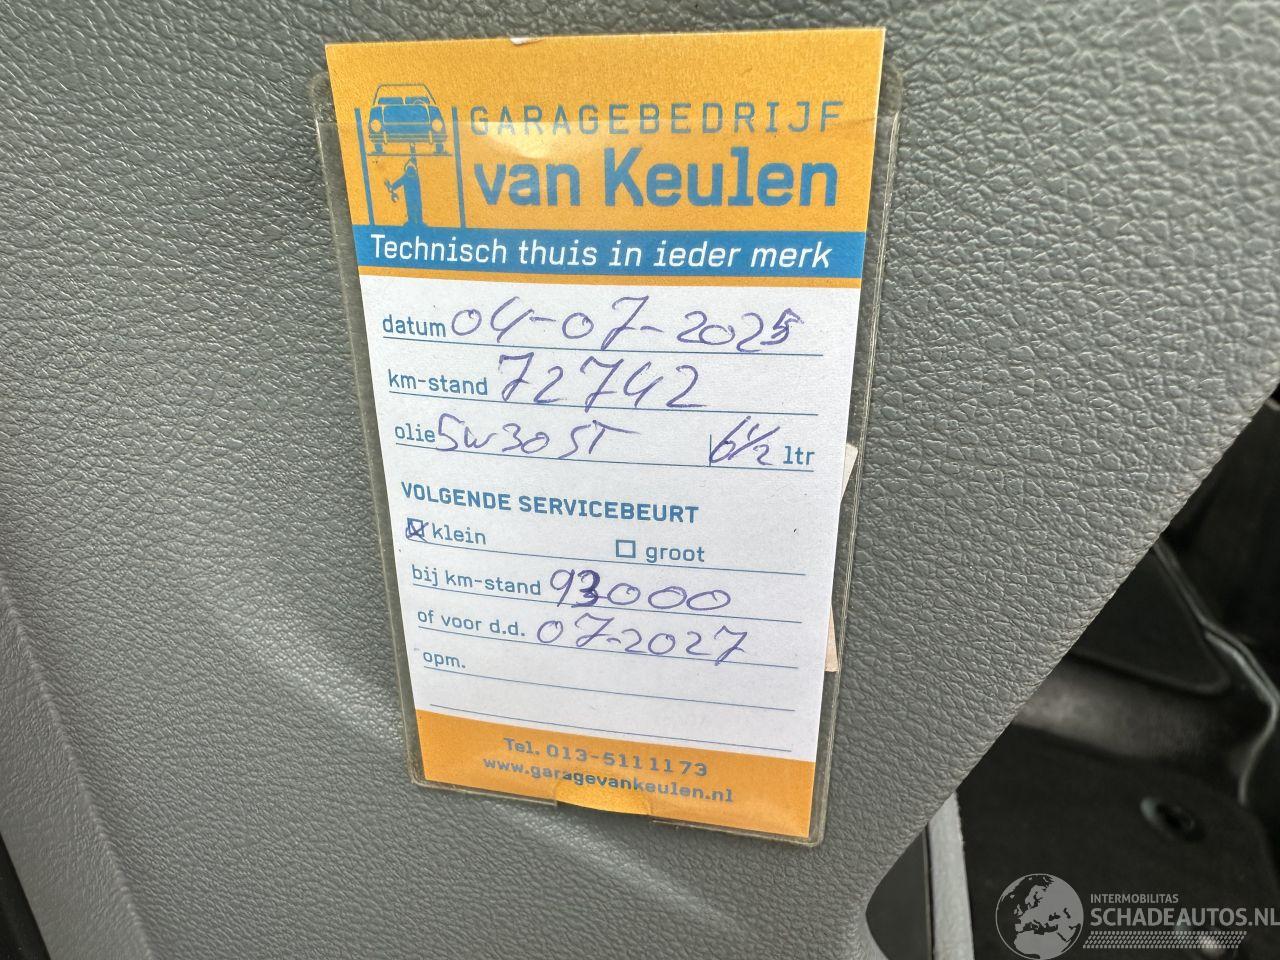 GARAGEBEDRIJF
van Keulen
Technisch thuis in ieder merk
datum 04-07-2025
km-stand 72742
olie 5W30 ST 6 1/2 ltr
VOLGENDE SERVICEBEURT
☒ klein ☐ groot
bij km-stand 93000
of voor d.d. 07-2027
opm.
Tel. 013-5111173
www.garagevankeulen.nl
INTERMOBILITAS
SCHADEAUTOS.NL